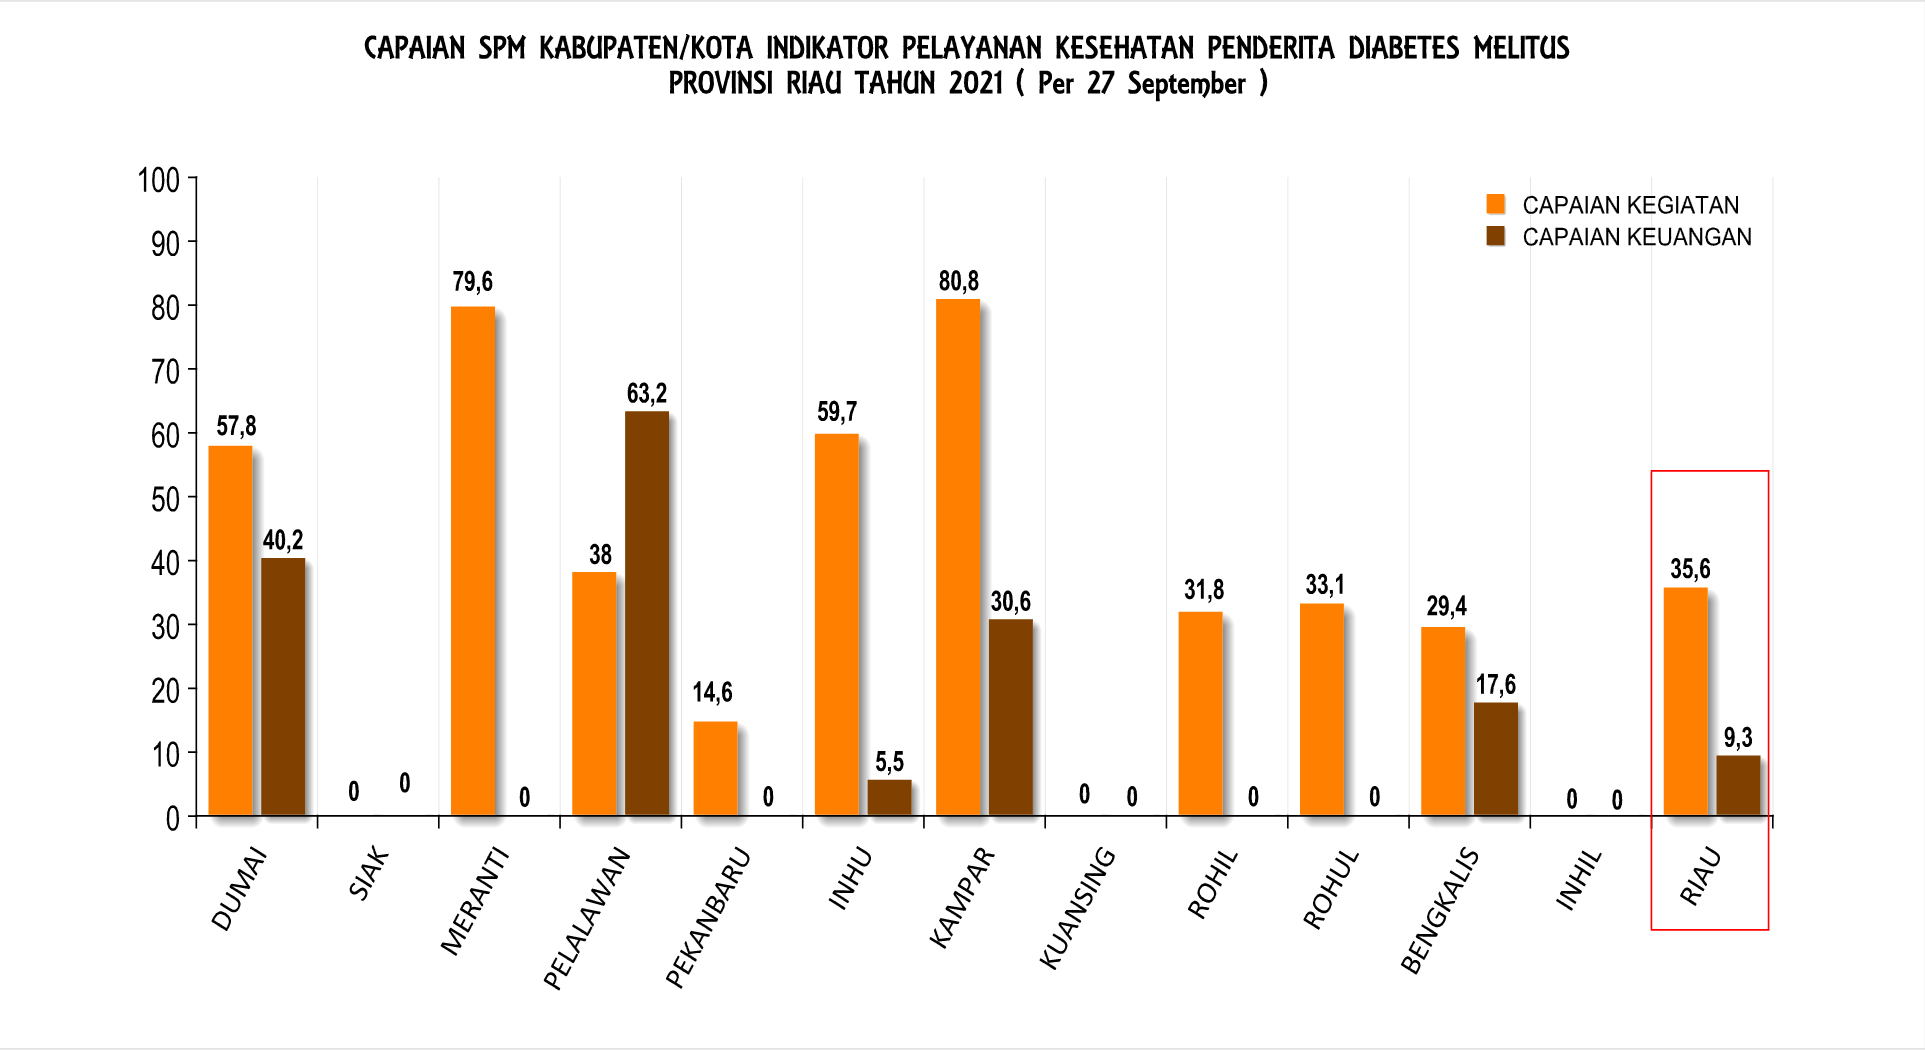 CAPAIAN SPM KABUPATEN/KOTA INDIKATOR PELAYANAN KESEHATAN PENDERITA DIABETES MELITUS
PROVINSI RIAU TAHUN 2021 ( Per 27 September )
CAPAIAN KEGIATAN
CAPAIAN KEUANGAN
100
90
80
70
60
50
40
30
20
10
0
57,8
40,2
0
0
79,6
0
38
63,2
14,6
0
59,7
5,5
80,8
30,6
0
0
31,8
0
33,1
0
29,4
17,6
0
0
35,6
9,3
DUMAI
SIAK
MERANTI
PELALAWAN
PEKANBARU
INHU
KAMPAR
KUANSING
ROHIL
ROHUL
BENGKALIS
INHIL
RIAU